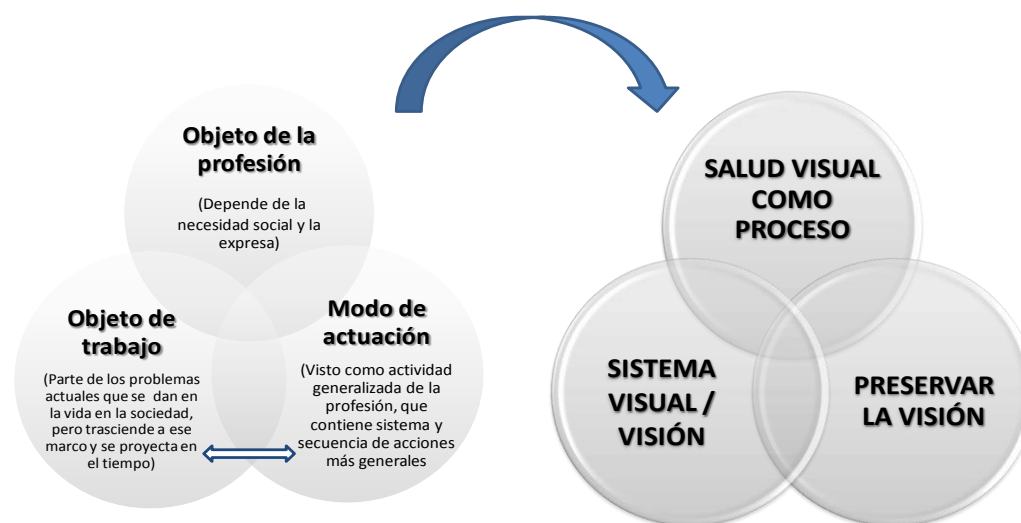 Objeto de la
profesión
(Depende de la
necesidad social y la
expresa)
Objeto de
trabajo
(Parte de los problemas
actuales que se dan en
la vida en la sociedad,
pero trasciende a ese
marco y se proyecta en
el tiempo)
Modo de
actuación
(Visto como actividad
generalizada de la
profesión, que
contiene sistema y
secuencia de acciones
más generales
SALUD VISUAL
COMO
PROCESO
SISTEMA
VISUAL /
VISIÓN
PRESERVAR
LA VISIÓN